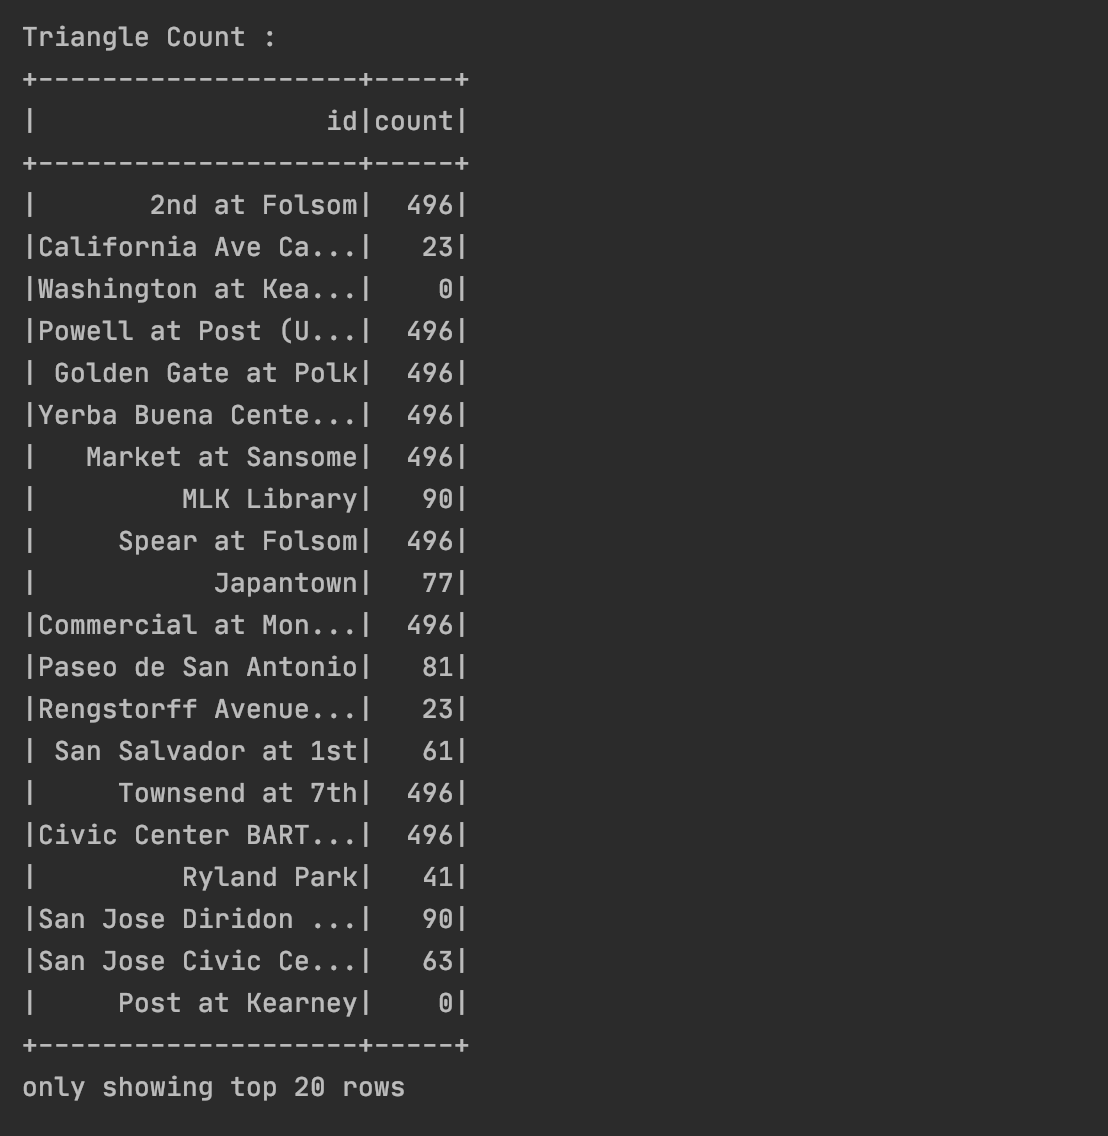 Triangle Count :
+--------------------+-----+
|                  id|count|
+--------------------+-----+
|       2nd at Folsom|  496|
|California Ave Ca...|   23|
|Washington at Kea...|    0|
|Powell at Post (U...|  496|
| Golden Gate at Polk|  496|
|Yerba Buena Cente...|  496|
|   Market at Sansome|  496|
|         MLK Library|   90|
|     Spear at Folsom|  496|
|           Japantown|   77|
|Commercial at Mon...|  496|
|Paseo de San Antonio|   81|
|Rengstorff Avenue...|   23|
| San Salvador at 1st|   61|
|     Townsend at 7th|  496|
|Civic Center BART...|  496|
|         Ryland Park|   41|
|San Jose Diridon ...|   90|
|San Jose Civic Ce...|   63|
|     Post at Kearney|    0|
+--------------------+-----+
only showing top 20 rows